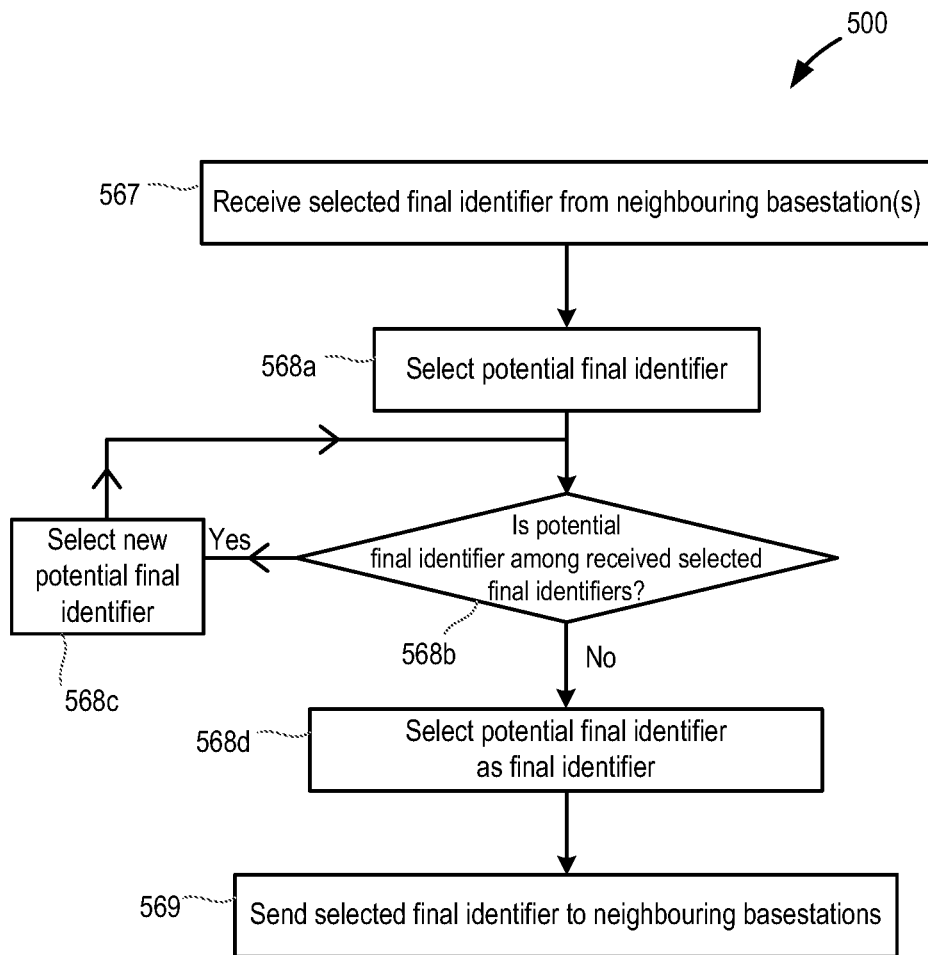 500
567
Receive selected final identifier from neighbouring basestation(s)
568a
Select potential final identifier
Select new
potential final
identifier
Yes
Is potential
final identifier among received selected
final identifiers?
568b
568c
No
568d
Select potential final identifier
as final identifier
569
Send selected final identifier to neighbouring basestations